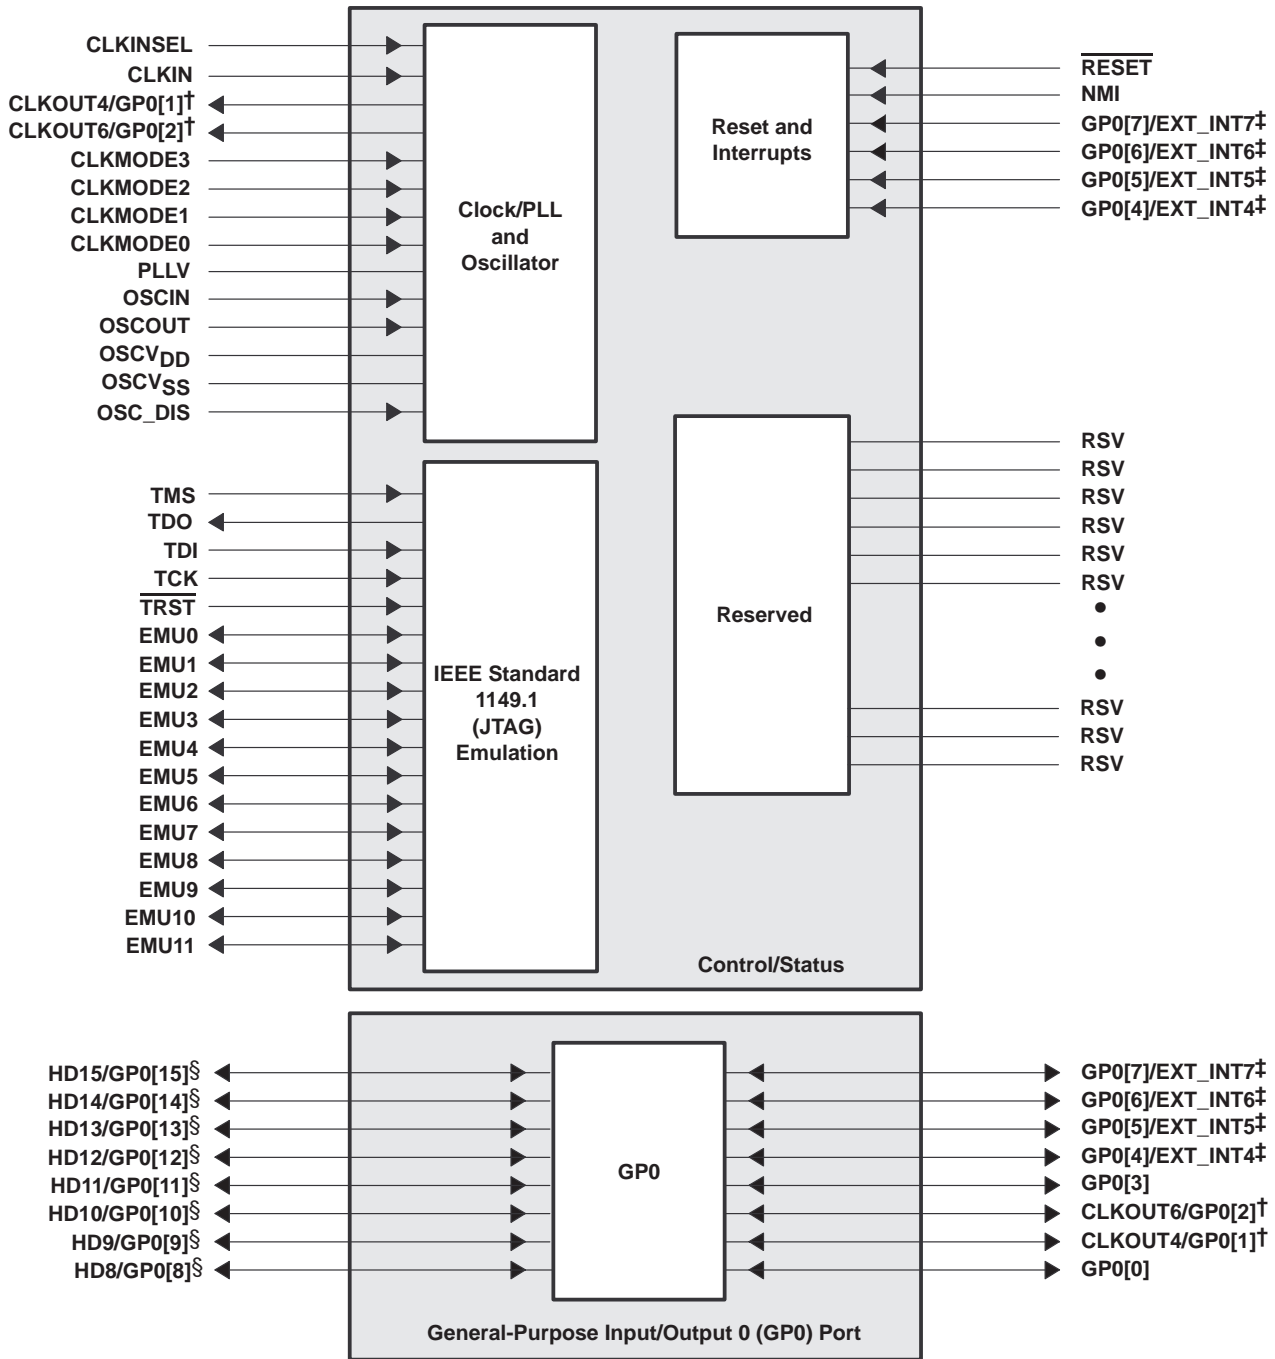 CLKINSEL
CLKIN
CLKOUT4/GP0[1]†
CLKOUT6/GP0[2]†
CLKMODE3
CLKMODE2
CLKMODE1
CLKMODE0
PLLV
OSCIN
OSCOUT
OSCVDD
OSCVSS
OSC_DIS
Clock/PLL
and
Oscillator
Reset and
Interrupts
RESET
NMI
GP0[7]/EXT_INT7‡
GP0[6]/EXT_INT6‡
GP0[5]/EXT_INT5‡
GP0[4]/EXT_INT4‡
TMS
TDO
TDI
TCK
TRST
EMU0
EMU1
EMU2
EMU3
EMU4
EMU5
EMU6
EMU7
EMU8
EMU9
EMU10
EMU11
IEEE Standard
1149.1
(JTAG)
Emulation
Reserved
RSV
RSV
RSV
RSV
RSV
RSV
•
•
•
RSV
RSV
RSV
Control/Status
HD15/GP0[15]§
HD14/GP0[14]§
HD13/GP0[13]§
HD12/GP0[12]§
HD11/GP0[11]§
HD10/GP0[10]§
HD9/GP0[9]§
HD8/GP0[8]§
GP0
GP0[7]/EXT_INT7‡
GP0[6]/EXT_INT6‡
GP0[5]/EXT_INT5‡
GP0[4]/EXT_INT4‡
GP0[3]
CLKOUT6/GP0[2]†
CLKOUT4/GP0[1]†
GP0[0]
General-Purpose Input/Output 0 (GP0) Port